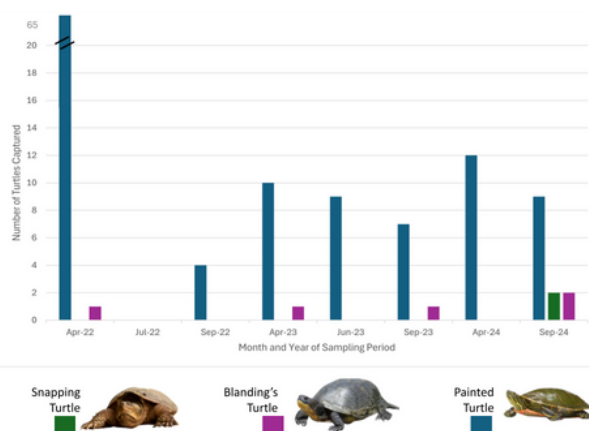 65
20
18
16
14
12
10
8
6
4
2
0
Number of Turtles Captured
Apr-22 Jul-22 Sep-22 Apr-23 Jun-23 Sep-23 Apr-24 Sep-24
Month and Year of Sampling Period
Snapping
Turtle
Blanding's
Turtle
Painted
Turtle